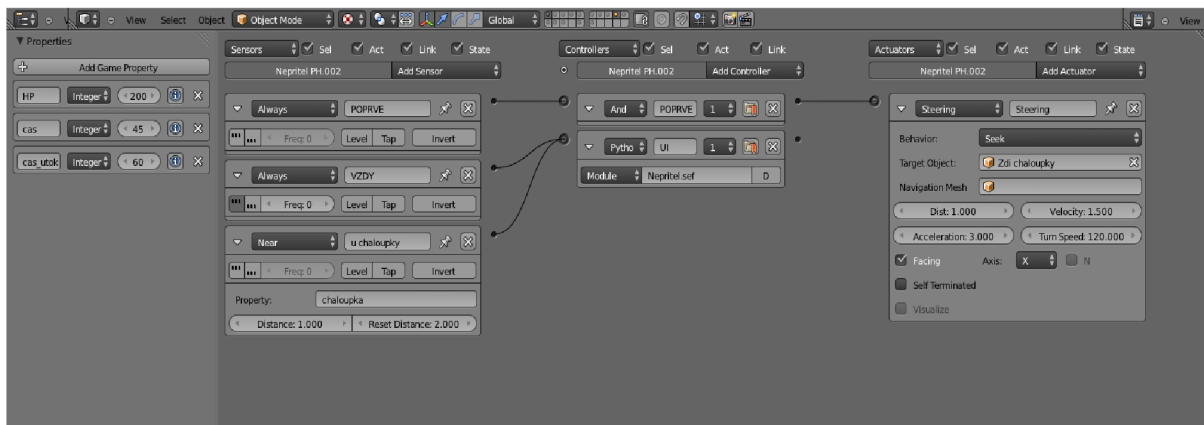 View Select Object Object Mode Global View
Properties
Add Game Property
HP Integer 200
cas Integer 45
cas_utok Integer 60
Sensors Sel Act Link State
Nepritel PH.002 Add Sensor
Always POPRVE
Freq: 0 Level Tap Invert
Always VZDY
Freq: 0 Level Tap Invert
Near u chaloupky
Freq: 0 Level Tap Invert
Property: chaloupka
Distance: 1.000 Reset Distance: 2.000
Controllers Sel Act Link
Nepritel PH.002 Add Controller
And POPRVE 1
Pytho UI 1
Module Nepritel.sef D
Actuators Sel Act Link State
Nepritel PH.002 Add Actuator
Steering Steering
Behavior: Seek
Target Object: Zdi chaloupky
Navigation Mesh
Dist: 1.000 Velocity: 1.500
Acceleration: 3.000 Turn Speed: 120.000
Facing Axis: X N
Self Terminated
Visualize